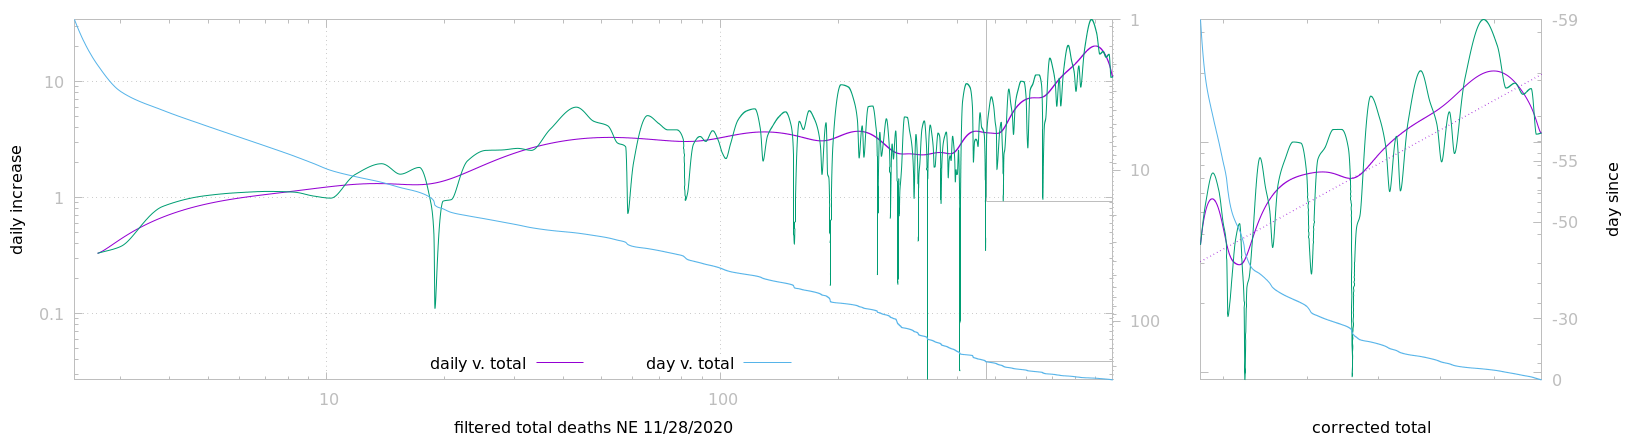 1
-59
10
daily increase
1
0.1
10
100
-55
-50
-30
0
day since
daily v. total
day v. total
10
100
filtered total deaths NE 11/28/2020
corrected total